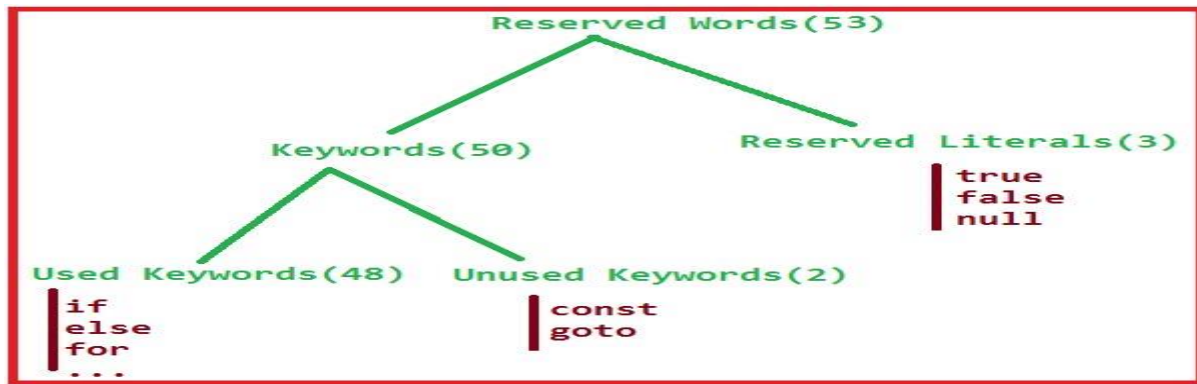 Reserved Words(53)
Keywords(50)
Reserved Literals(3)
true
false
null
Used Keywords(48)
if
else
for
...
Unused Keywords(2)
const
goto